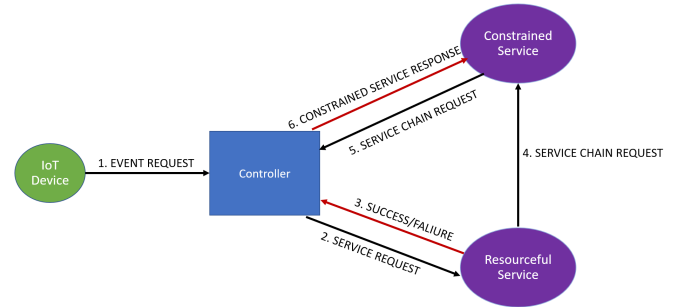 Constrained
Service
6. CONSTRAINED SERVICE RESPONSE
5. SERVICE CHAIN REQUEST
IoT
Device
1. EVENT REQUEST
Controller
4. SERVICE CHAIN REQUEST
3. SUCCESS/FALIURE
2. SERVICE REQUEST
Resourceful
Service